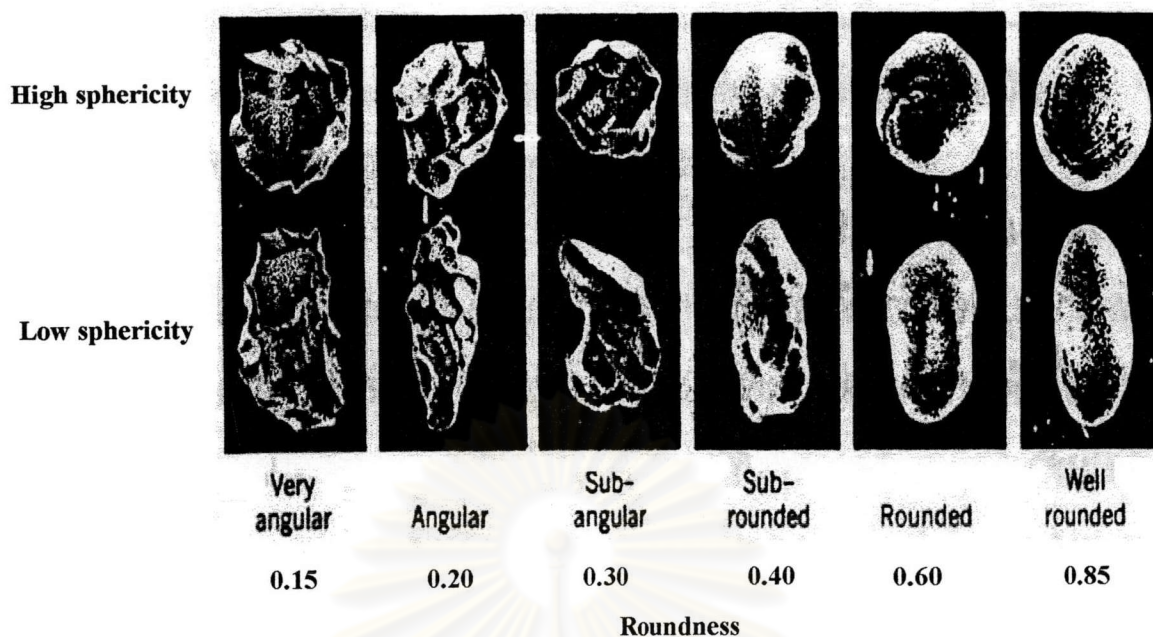 High sphericity
Low sphericity
Very
angular
Angular
Sub-
angular
Sub-
rounded
Rounded
Well
rounded
0.15
0.20
0.30
0.40
0.60
0.85
Roundness